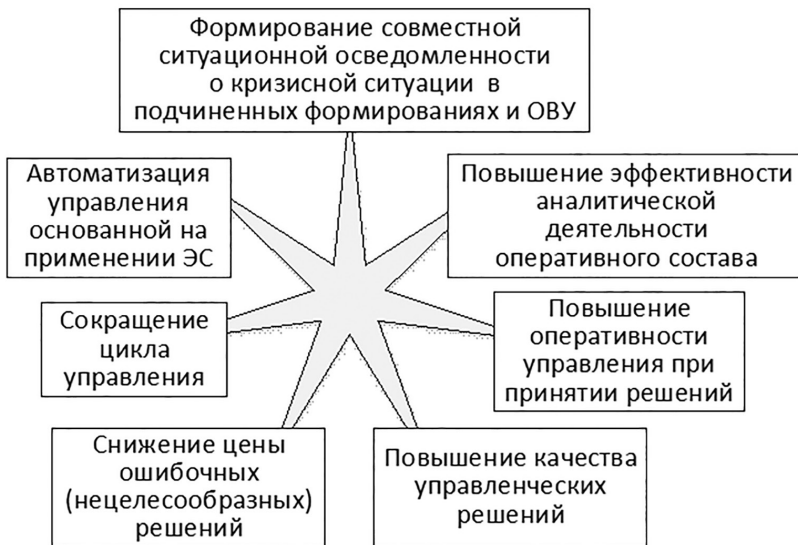 Формирование совместной
ситуационной осведомленности
о кризисной ситуации в
подчиненных формированиях и ОВУ
Автоматизация
управления
основанной на
применении ЭС
Повышение эффективности
аналитической
деятельности
оперативного состава
Сокращение
цикла
управления
Повышение
оперативности
управления при
принятии решений
Снижение цены
ошибочных
(нецелесообразных)
решений
Повышение качества
управленческих
решений